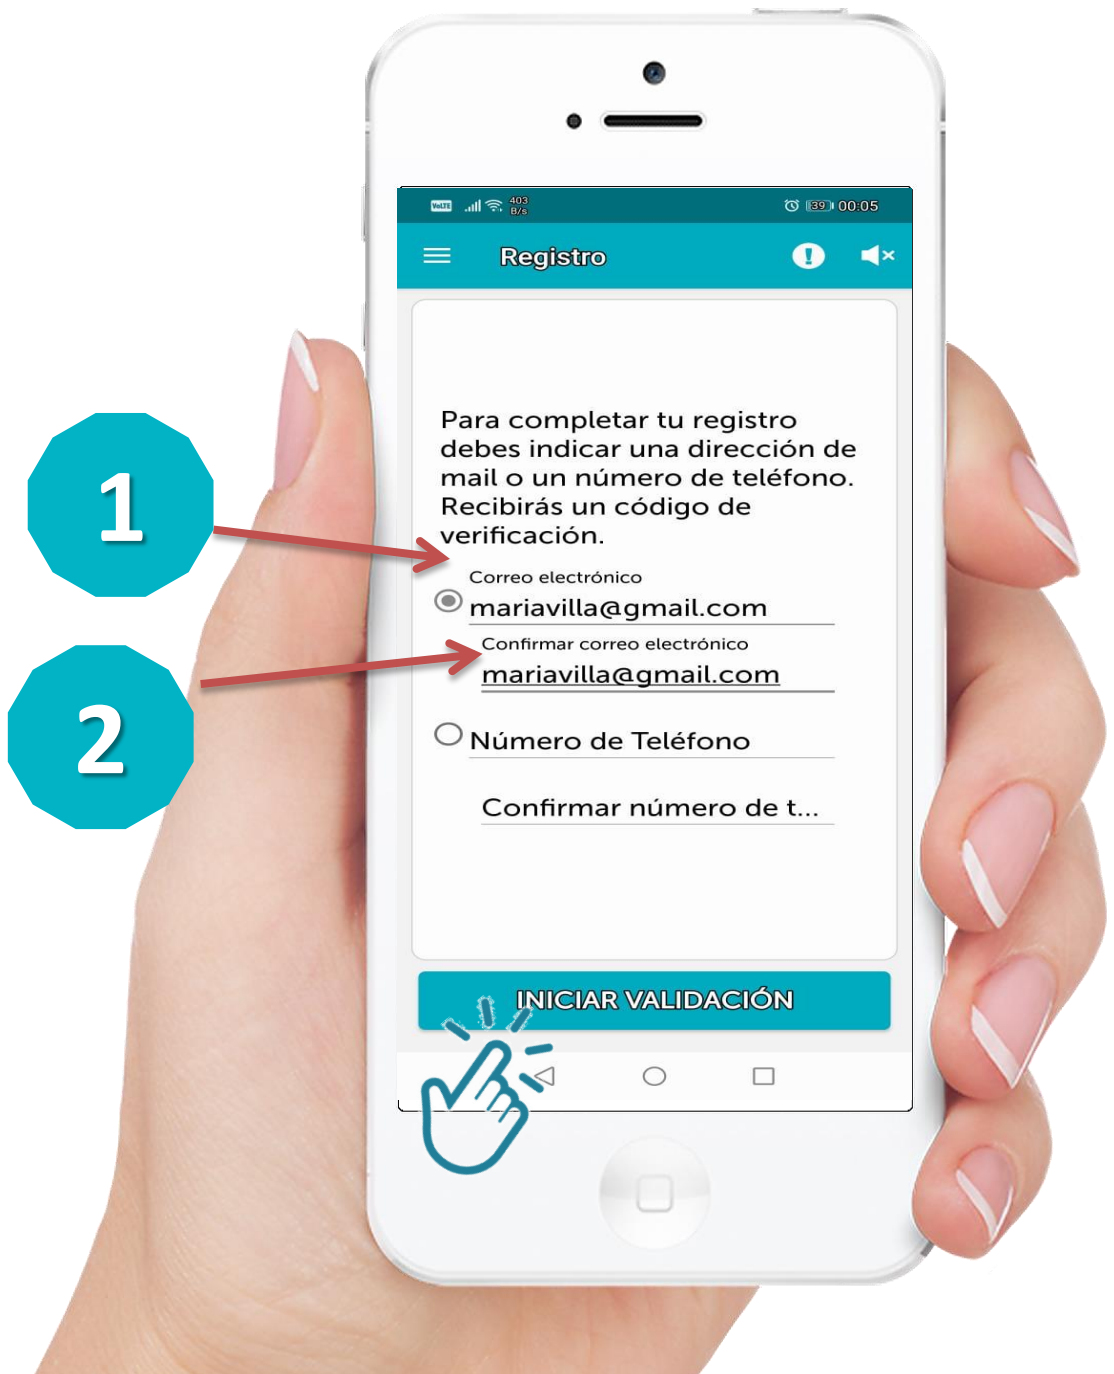 VoLTE 403 B/s 39 00:05
Registro
Para completar tu registro
debes indicar una dirección de
mail o un número de teléfono.
Recibirás un código de
verificación.
1
Correo electrónico
mariavilla@gmail.com
Confirmar correo electrónico
mariavilla@gmail.com
2
Número de Teléfono
Confirmar número de t...
INICIAR VALIDACIÓN